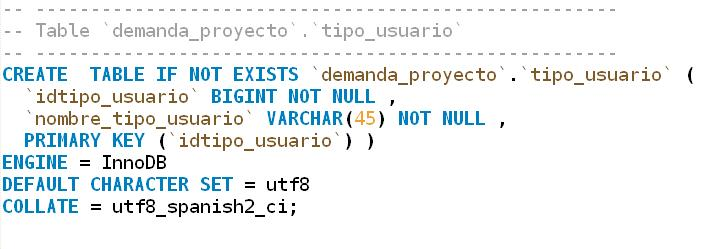 -- -----------------------------------------------------
-- Table `demanda_proyecto`.`tipo_usuario`
-- -----------------------------------------------------
CREATE  TABLE IF NOT EXISTS `demanda_proyecto`.`tipo_usuario` (
  `idtipo_usuario` BIGINT NOT NULL ,
  `nombre_tipo_usuario` VARCHAR(45) NOT NULL ,
  PRIMARY KEY (`idtipo_usuario`) )
ENGINE = InnoDB
DEFAULT CHARACTER SET = utf8
COLLATE = utf8_spanish2_ci;